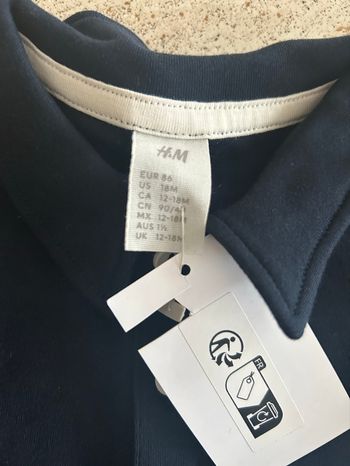 H&M
EUR 86
US 18M
CA 12-18M
CN 90/48
MX 12-18M
AUS 1½
UK 12-18M
FR